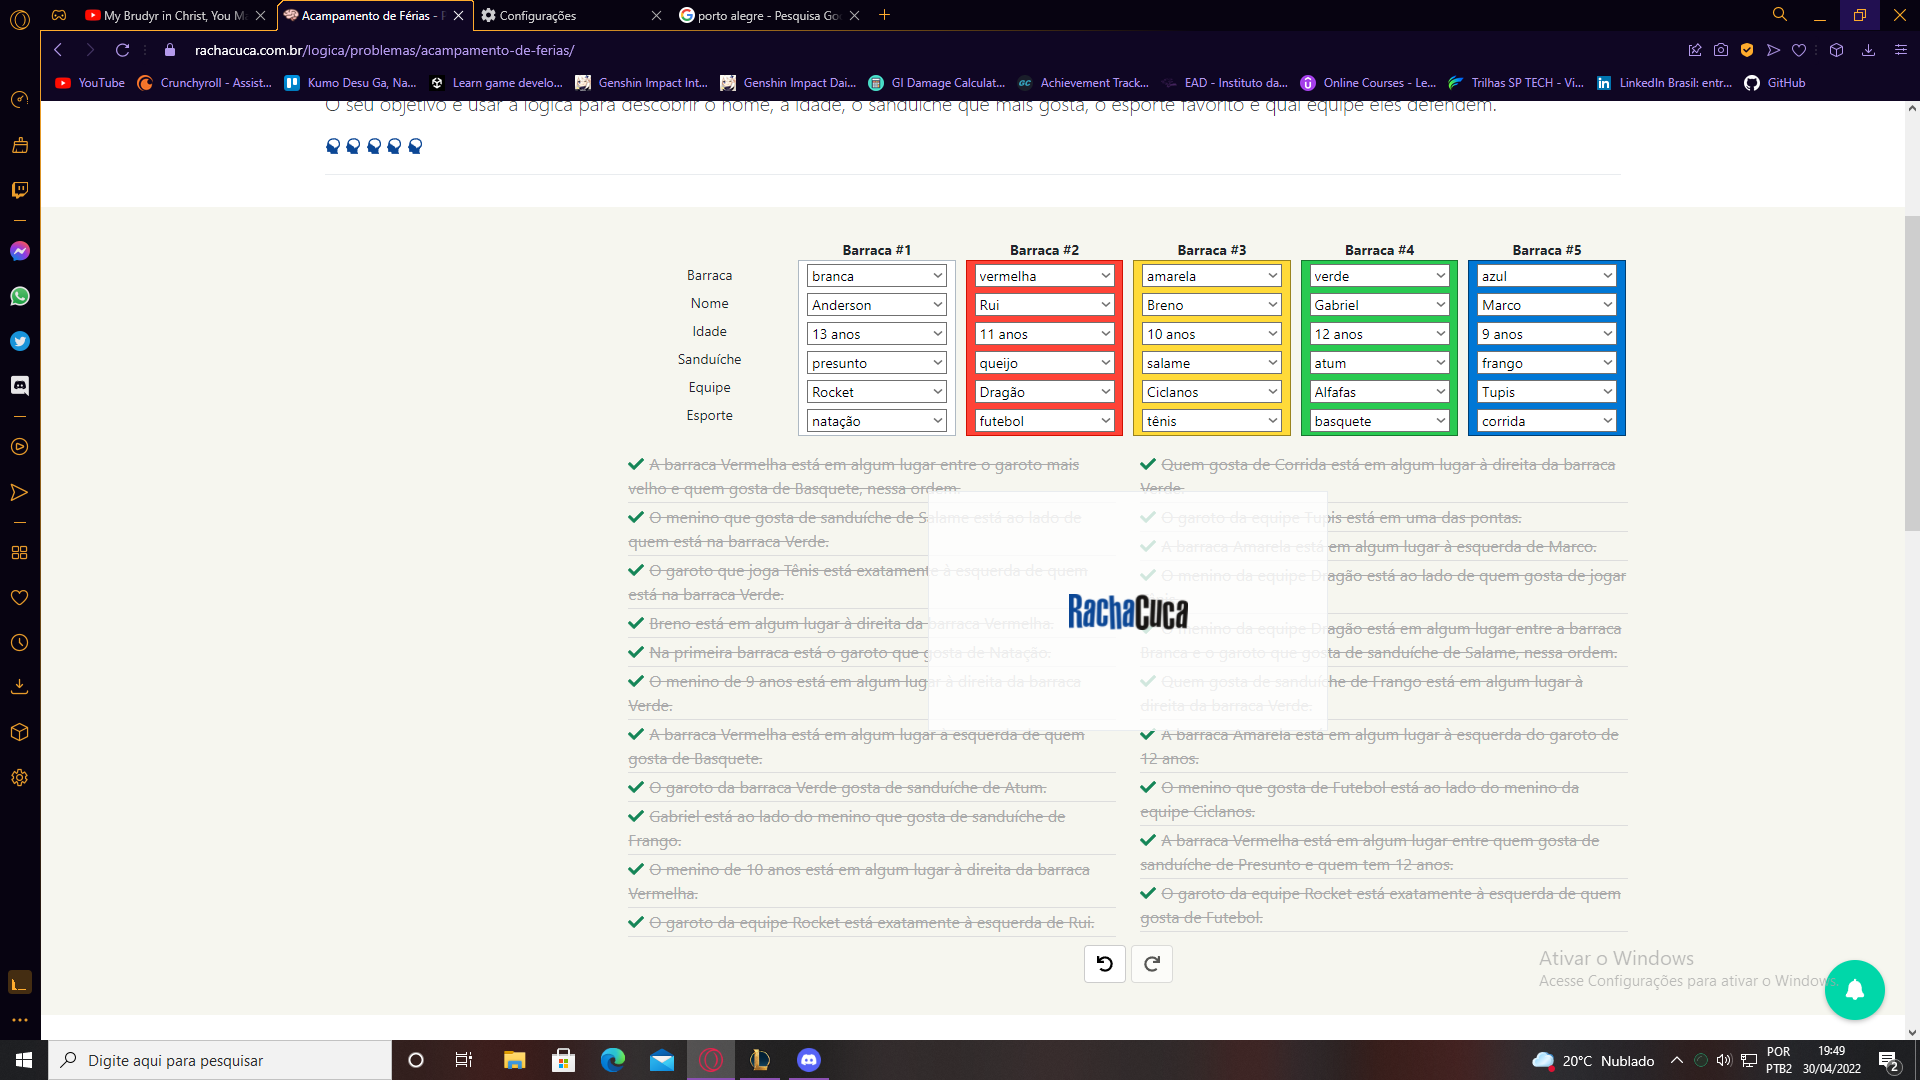 My Brudyr in Christ, You Ma
Acampamento de Férias - P
Configurações
porto alegre - Pesquisa Goo
rachacuca.com.br/logica/problemas/acampamento-de-ferias/
YouTube
Crunchyroll - Assist...
Kumo Desu Ga, Na...
Learn game develo...
Genshin Impact Int...
Genshin Impact Dai...
GI Damage Calculat...
Achievement Track...
EAD - Instituto da...
Online Courses - Le...
Trilhas SP TECH - Vi...
LinkedIn Brasil: entr...
GitHub
O seu objetivo é usar a lógica para descobrir o nome, a idade, o sanduíche que mais gosta, o esporte favorito e qual equipe eles defendem.
Barraca #1 Barraca #2 Barraca #3 Barraca #4 Barraca #5
Barraca branca vermelha amarela verde azul
Nome Anderson Rui Breno Gabriel Marco
Idade 13 anos 11 anos 10 anos 12 anos 9 anos
Sanduíche presunto queijo salame atum frango
Equipe Rocket Dragão Ciclanos Alfafas Tupis
Esporte natação futebol tênis basquete corrida
A barraca Vermelha está em algum lugar entre o garoto mais
velho e quem gosta de Basquete, nessa ordem.
O menino que gosta de sanduíche de Salame está ao lado de
quem está na barraca Verde.
O garoto que joga Tênis está exatamente à esquerda de quem
está na barraca Verde.
Breno está em algum lugar à direita da barraca Vermelha.
Na primeira barraca está o garoto que gosta de Natação.
O menino de 9 anos está em algum lugar à direita da barraca
Verde.
A barraca Vermelha está em algum lugar à esquerda de quem
gosta de Basquete.
O garoto da barraca Verde gosta de sanduíche de Atum.
Gabriel está ao lado do menino que gosta de sanduíche de
Frango.
O menino de 10 anos está em algum lugar à direita da barraca
Vermelha.
O garoto da equipe Rocket está exatamente à esquerda de Rui.
Quem gosta de Corrida está em algum lugar à direita da barraca
Verde.
O garoto da equipe Tupis está em uma das pontas.
A barraca Amarela está em algum lugar à esquerda de Marco.
O menino da equipe Dragão está ao lado de quem gosta de jogar
O menino da equipe Dragão está em algum lugar entre a barraca
Branca e o garoto que gosta de sanduíche de Salame, nessa ordem.
Quem gosta de sanduíche de Frango está em algum lugar à
direita da barraca Verde.
A barraca Amarela está em algum lugar à esquerda do garoto de
12 anos.
O menino que gosta de Futebol está ao lado do menino da
equipe Ciclanos.
A barraca Vermelha está em algum lugar entre quem gosta de
sanduíche de Presunto e quem tem 12 anos.
O garoto da equipe Rocket está exatamente à esquerda de quem
gosta de Futebol.
RachaCuca
Ativar o Windows
Acesse Configurações para ativar o Windows.
Digite aqui para pesquisar
20°C Nublado
POR
PTB2
19:49
30/04/2022
2